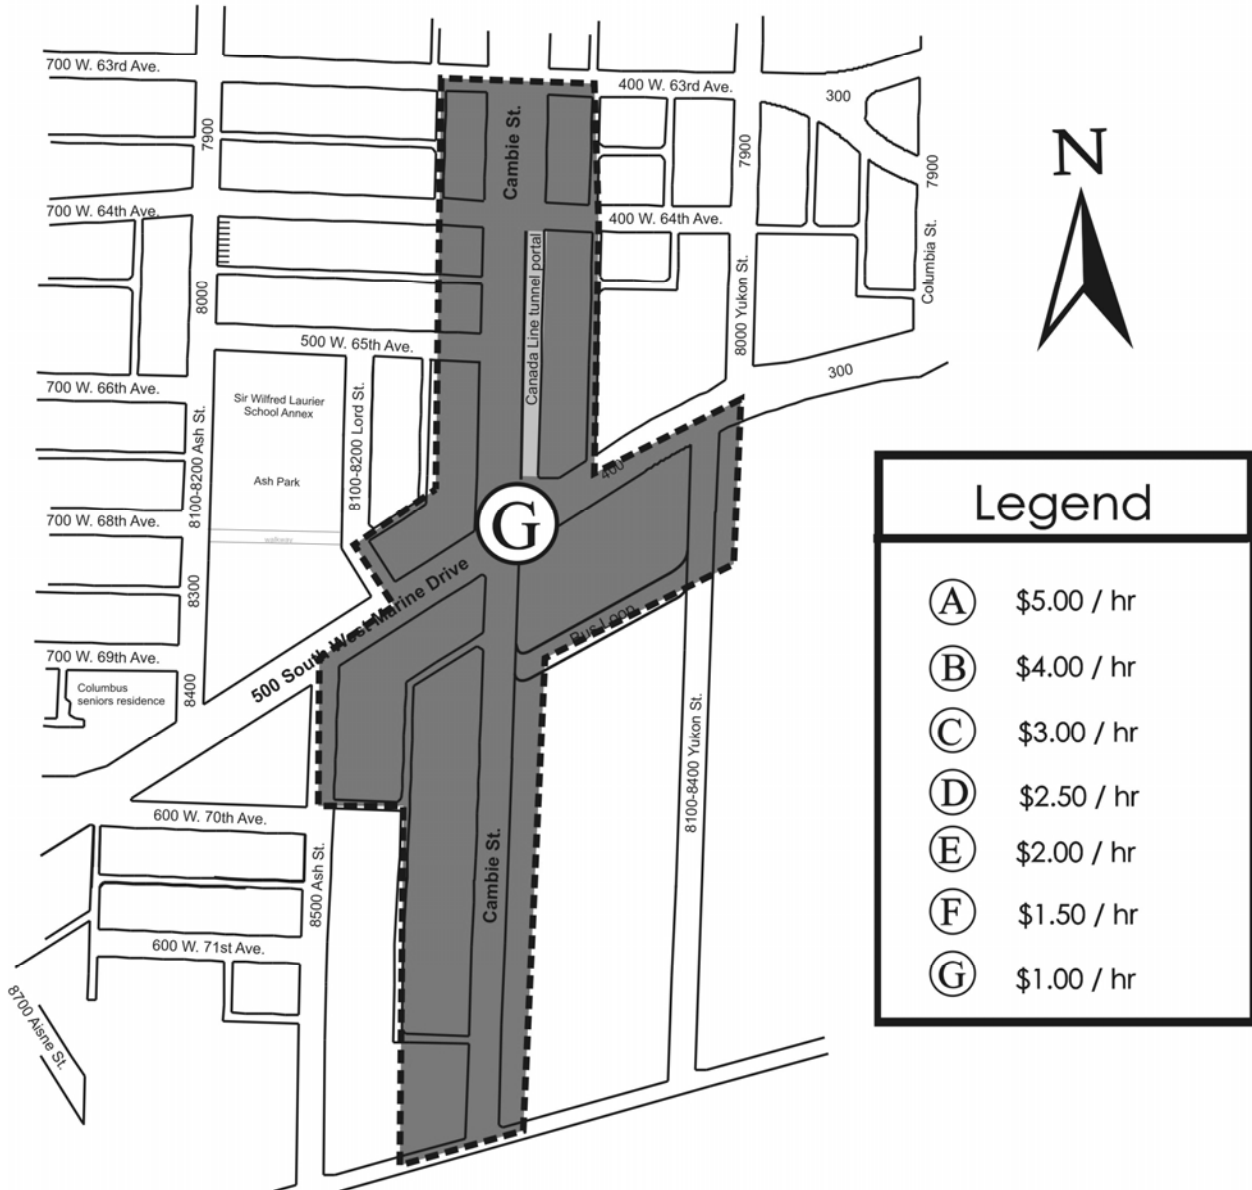 700 W. 63rd Ave.
400 W. 63rd Ave.
300
7900
Cambie St.
7900
7900
N
700 W. 64th Ave.
400 W. 64th Ave.
Columbia St.
8000
Canada Line tunnel portal
8000 Yukon St.
500 W. 65th Ave.
300
700 W. 66th Ave.
Sir Wilfred Laurier
School Annex
8100-8200 Ash St.
8100-8200 Lord St.
Ash Park
400
G
700 W. 68th Ave.
walkway
8300
500 South West Marine Drive
Bus Loop
700 W. 69th Ave.
Columbus
seniors residence
8400
8100-8400 Yukon St.
600 W. 70th Ave.
8500 Ash St.
Cambie St.
600 W. 71st Ave.
8700 Aisne St.
Legend
A $5.00 / hr
B $4.00 / hr
C $3.00 / hr
D $2.50 / hr
E $2.00 / hr
F $1.50 / hr
G $1.00 / hr